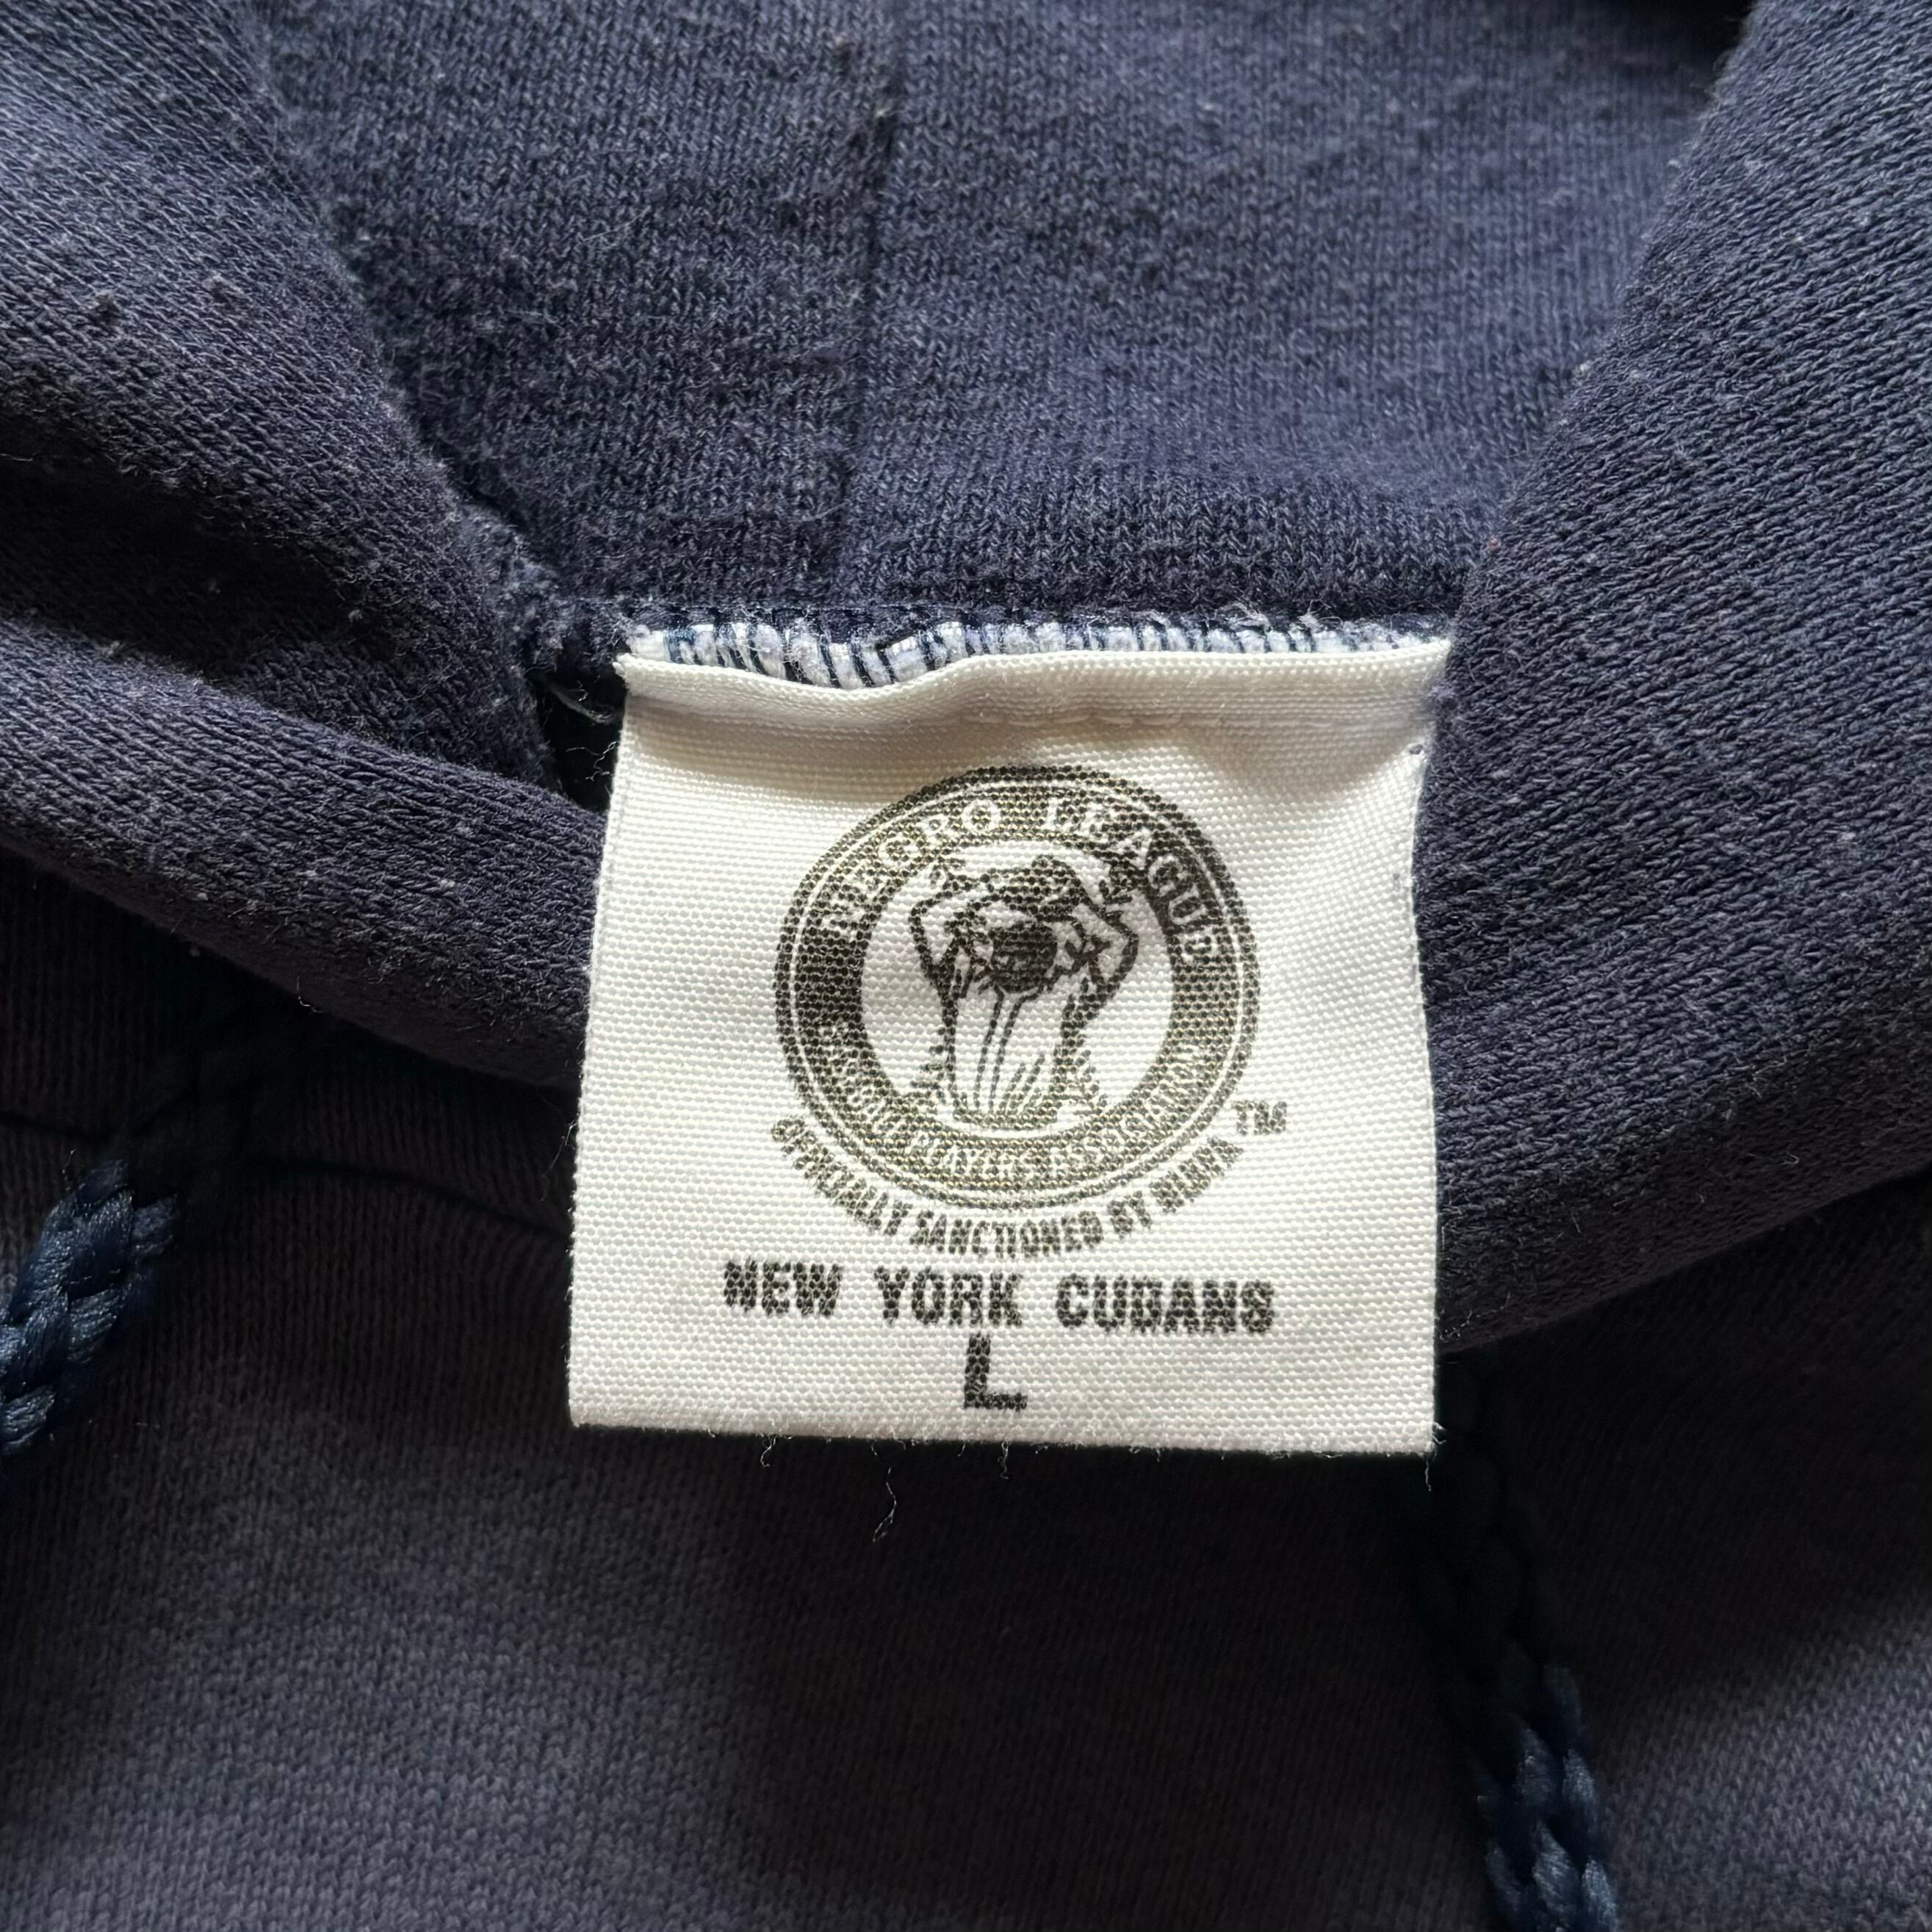 NEGRO LEAGUE
BASEBALL PLAYERS ASSOCIATION
OFFICIALLY SANCTIONED BY NLBPA TM
NEW YORK CUBANS
L